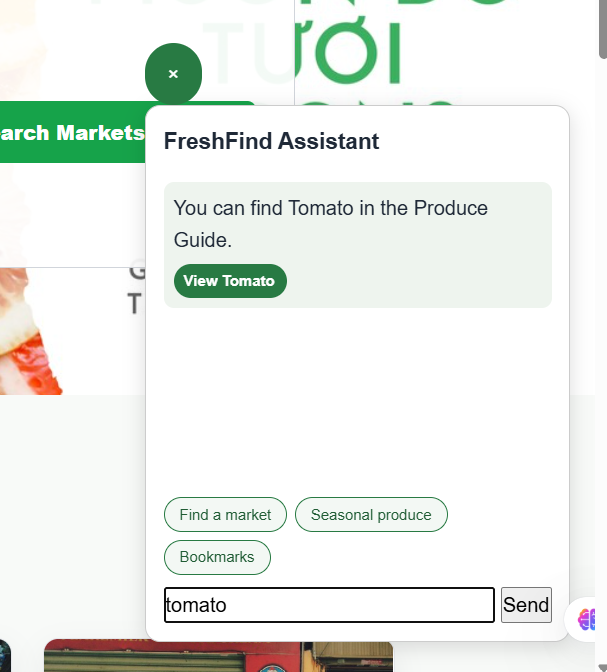 TƯƠI
×
arch Markets
FreshFind Assistant
You can find Tomato in the Produce
Guide.
View Tomato
G
T
Find a market
Seasonal produce
Bookmarks
tomato
Send